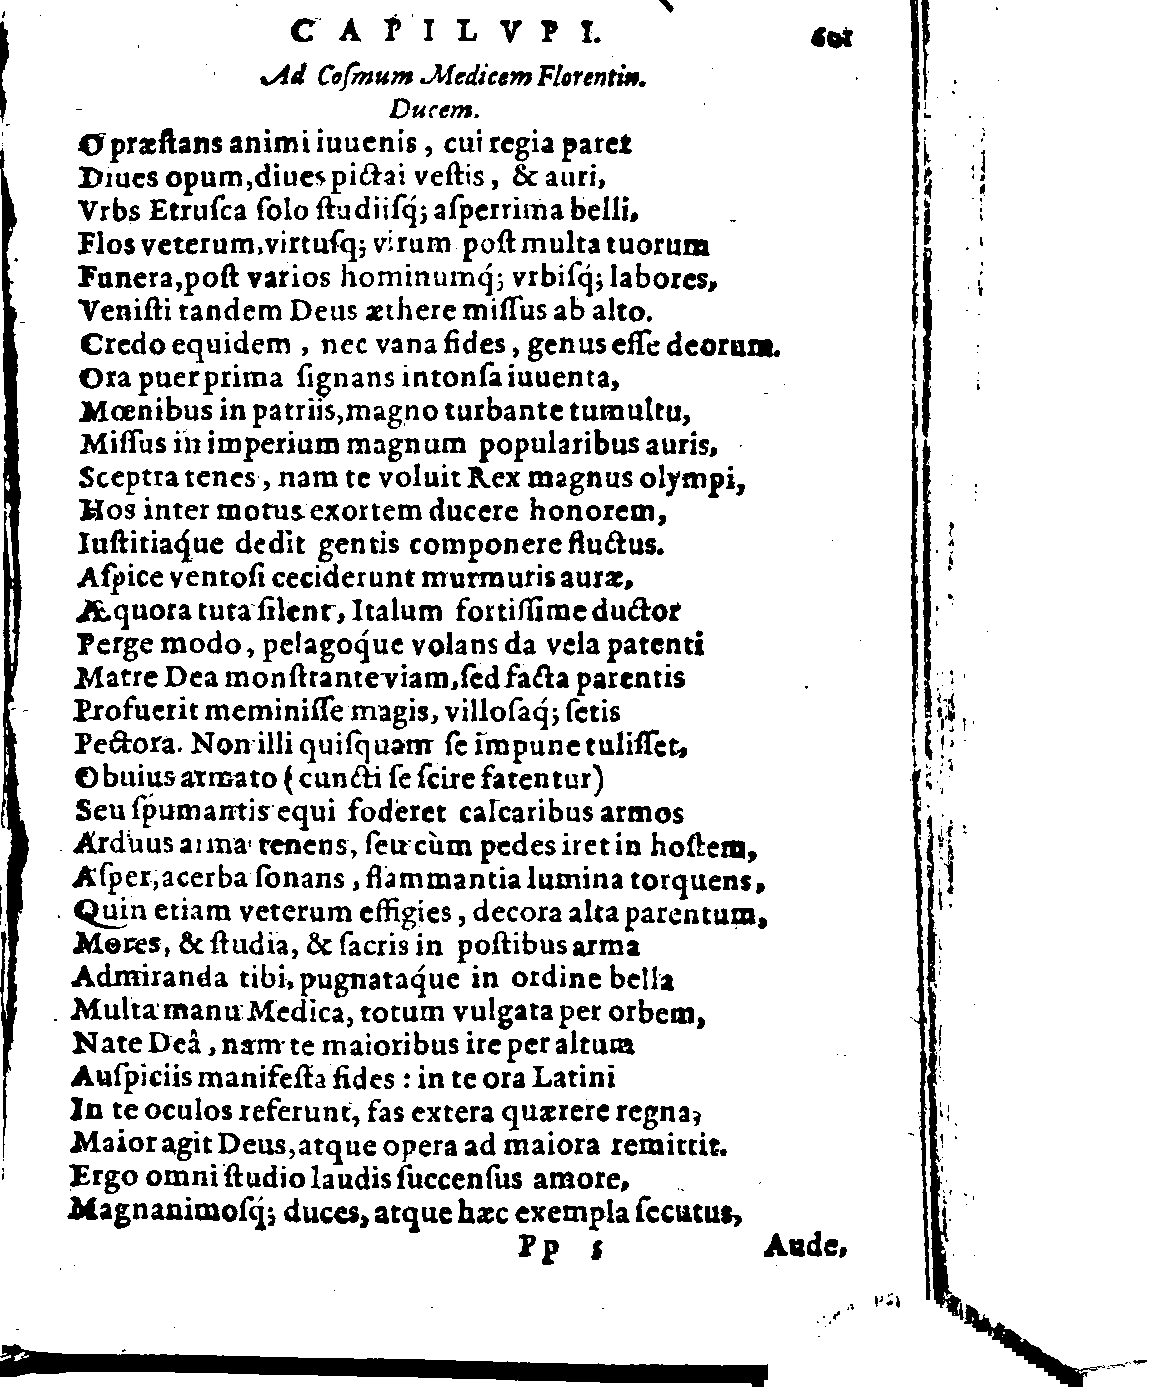 CAPILVPI. 601
Ad Coſmum Medicem Florentin.
Ducem.
O præſtans animi iuuenis, cui regia paret
Diues opum, diues pictai veſtis, & auri,
Vrbs Etruſca ſolo ſtudiiſq́; aſperrima belli,
Flos veterum, virtuſq; virum poſt multa tuorum
Funera, poſt varios hominumq́; vrbiſq́; labores,
Veniſti tandem Deus æthere miſſus ab alto.
Credo equidem, nec vana fides, genus eſſe deorum.
Ora puer prima ſignans intonſa iuuenta,
Mœnibus in patriis, magno turbante tumultu,
Miſſus in imperium magnum popularibus auris,
Sceptra tenes, nam te voluit Rex magnus olympi,
Hos inter motus exortem ducere honorem,
Iuſtitiaq́ue dedit gentis componere fluctus.
Aſpice ventoſi ceciderunt murmuris auræ,
Æquora tuta ſilent, Italum fortiſſime ductor
Perge modo, pelagoq́ue volans da vela patenti
Matre Dea monſtrante viam, ſed facta parentis
Profuerit meminiſſe magis, villoſaq́; ſetis
Pectora. Non illi quiſquam ſe impune tuliſſet,
Obuius armato (cuncti ſe ſcire fatentur)
Seu ſpumantis equi foderet calcaribus armos
Arduus arma tenens, ſeu cùm pedes iret in hoſtem,
Aſper, acerba ſonans, flammantia lumina torquens,
Quin etiam veterum effigies, decora alta parentum,
Mores, & ſtudia, & ſacris in poſtibus arma
Admiranda tibi, pugnataq́ue in ordine bella
Multa manu Medica, totum vulgata per orbem,
Nate Deâ, nam te maioribus ire per altum
Auſpiciis manifeſta fides: in te ora Latini
In te oculos referunt, fas extera quærere regna,
Maior agit Deus, atque opera ad maiora remittit.
Ergo omni ſtudio laudis ſuccenſus amore,
Magnanimoſq́; duces, atque hæc exempla ſecutus,
Pp 5 Aude,